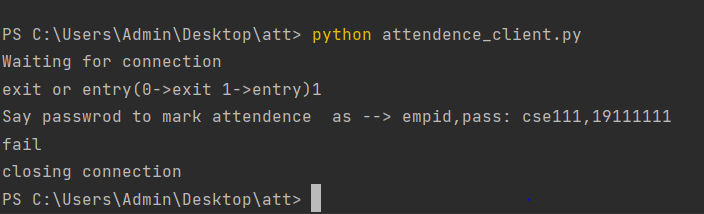 PS C:\Users\Admin\Desktop\att> python attendence_client.py
Waiting for connection
exit or entry(0->exit 1->entry)1
Say passwrod to mark attendence  as --> empid,pass: cse111,19111111
fail
closing connection
PS C:\Users\Admin\Desktop\att>